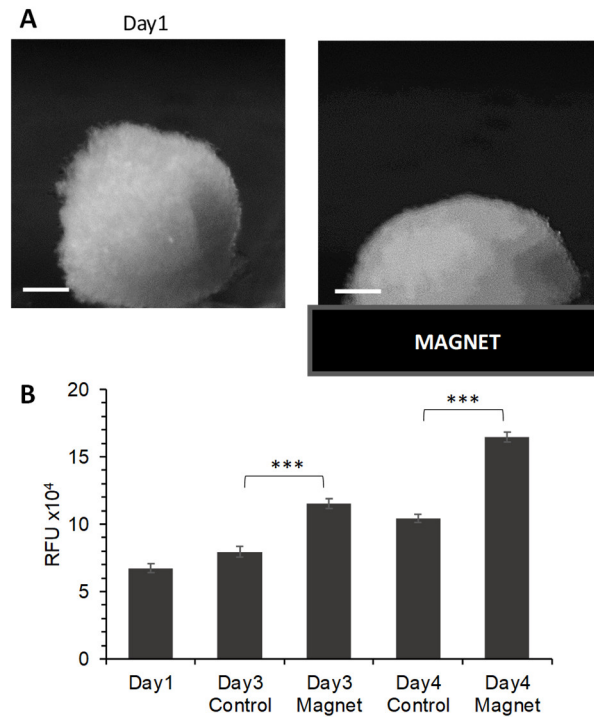 A
Day1
MAGNET
B
RFU x10⁴
20
15
10
5
0
***
***
Day1
Day3 Control
Day3 Magnet
Day4 Control
Day4 Magnet